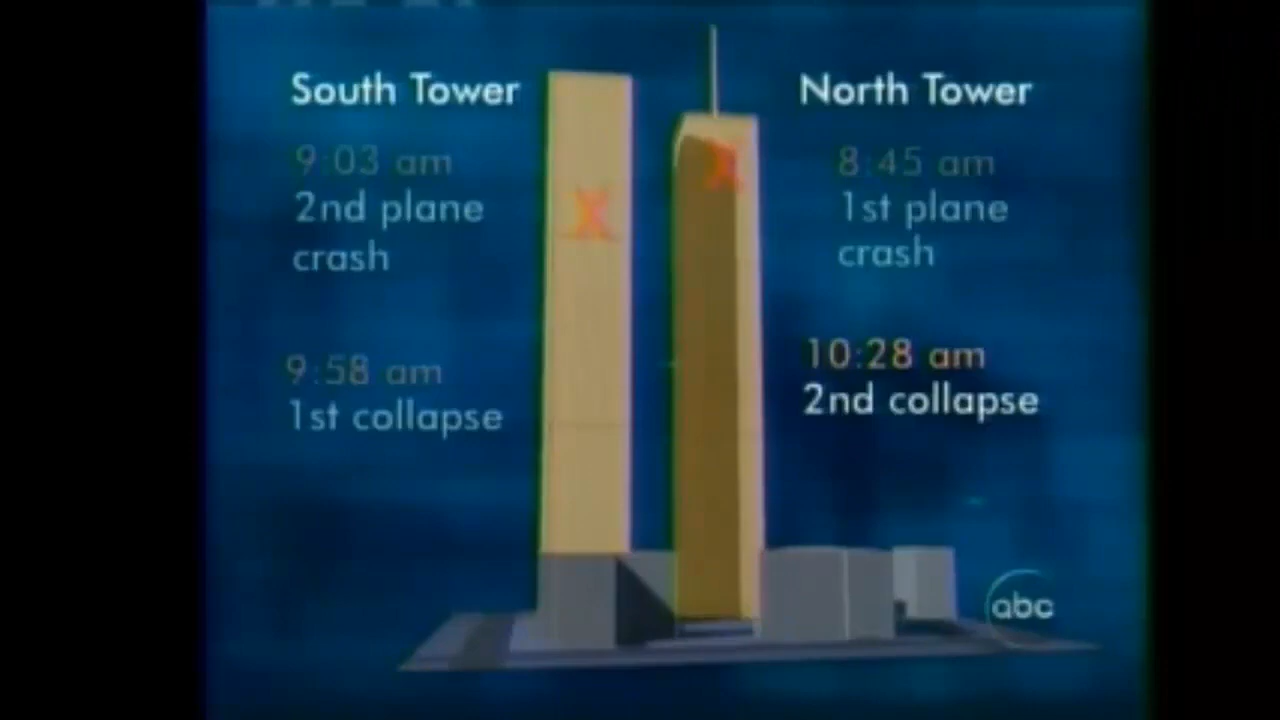 South Tower
9:03 am
2nd plane
crash
9:58 am
1st collapse
North Tower
8:45 am
1st plane
crash
10:28 am
2nd collapse
abc